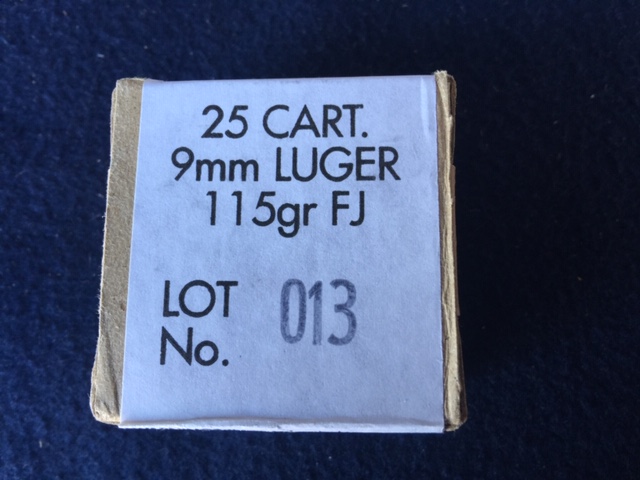 25 CART.
9mm LUGER
115gr FJ
LOT 013
No.